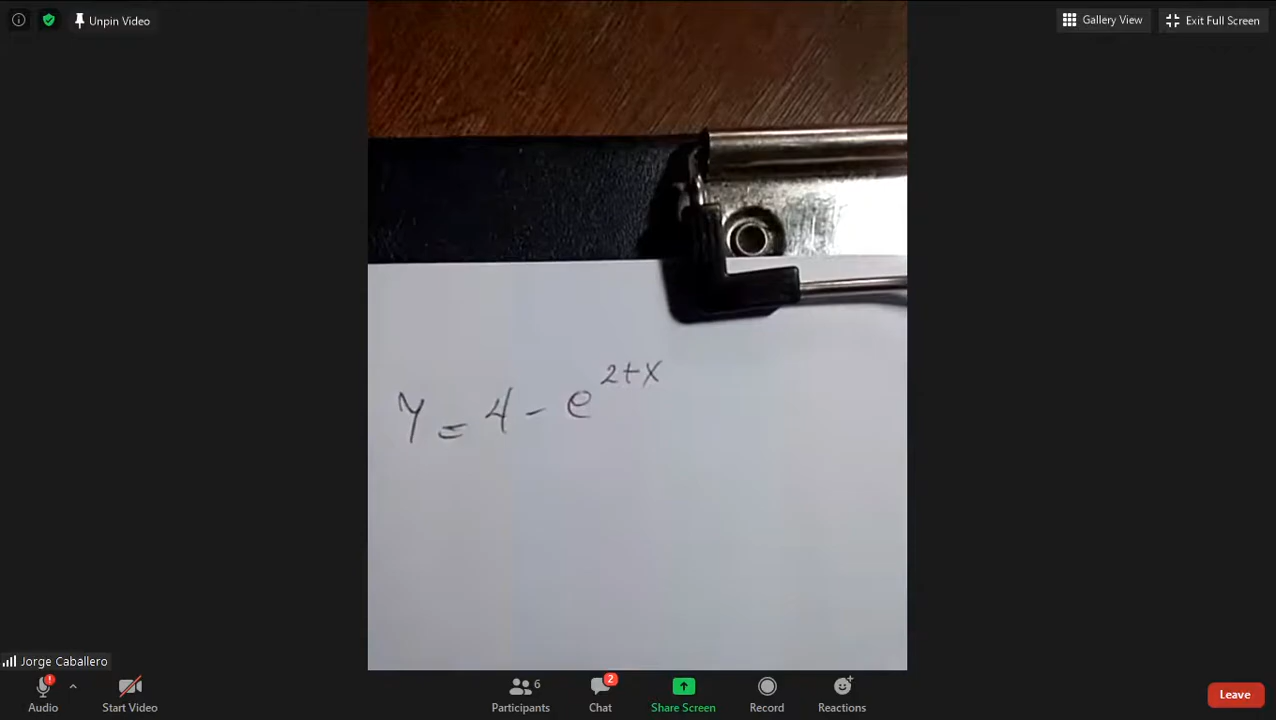 Unpin Video
Gallery View
Exit Full Screen
y = 4 - e^{2+x}
Jorge Caballero
Audio
Start Video
6
Participants
2
Chat
Share Screen
Record
Reactions
Leave